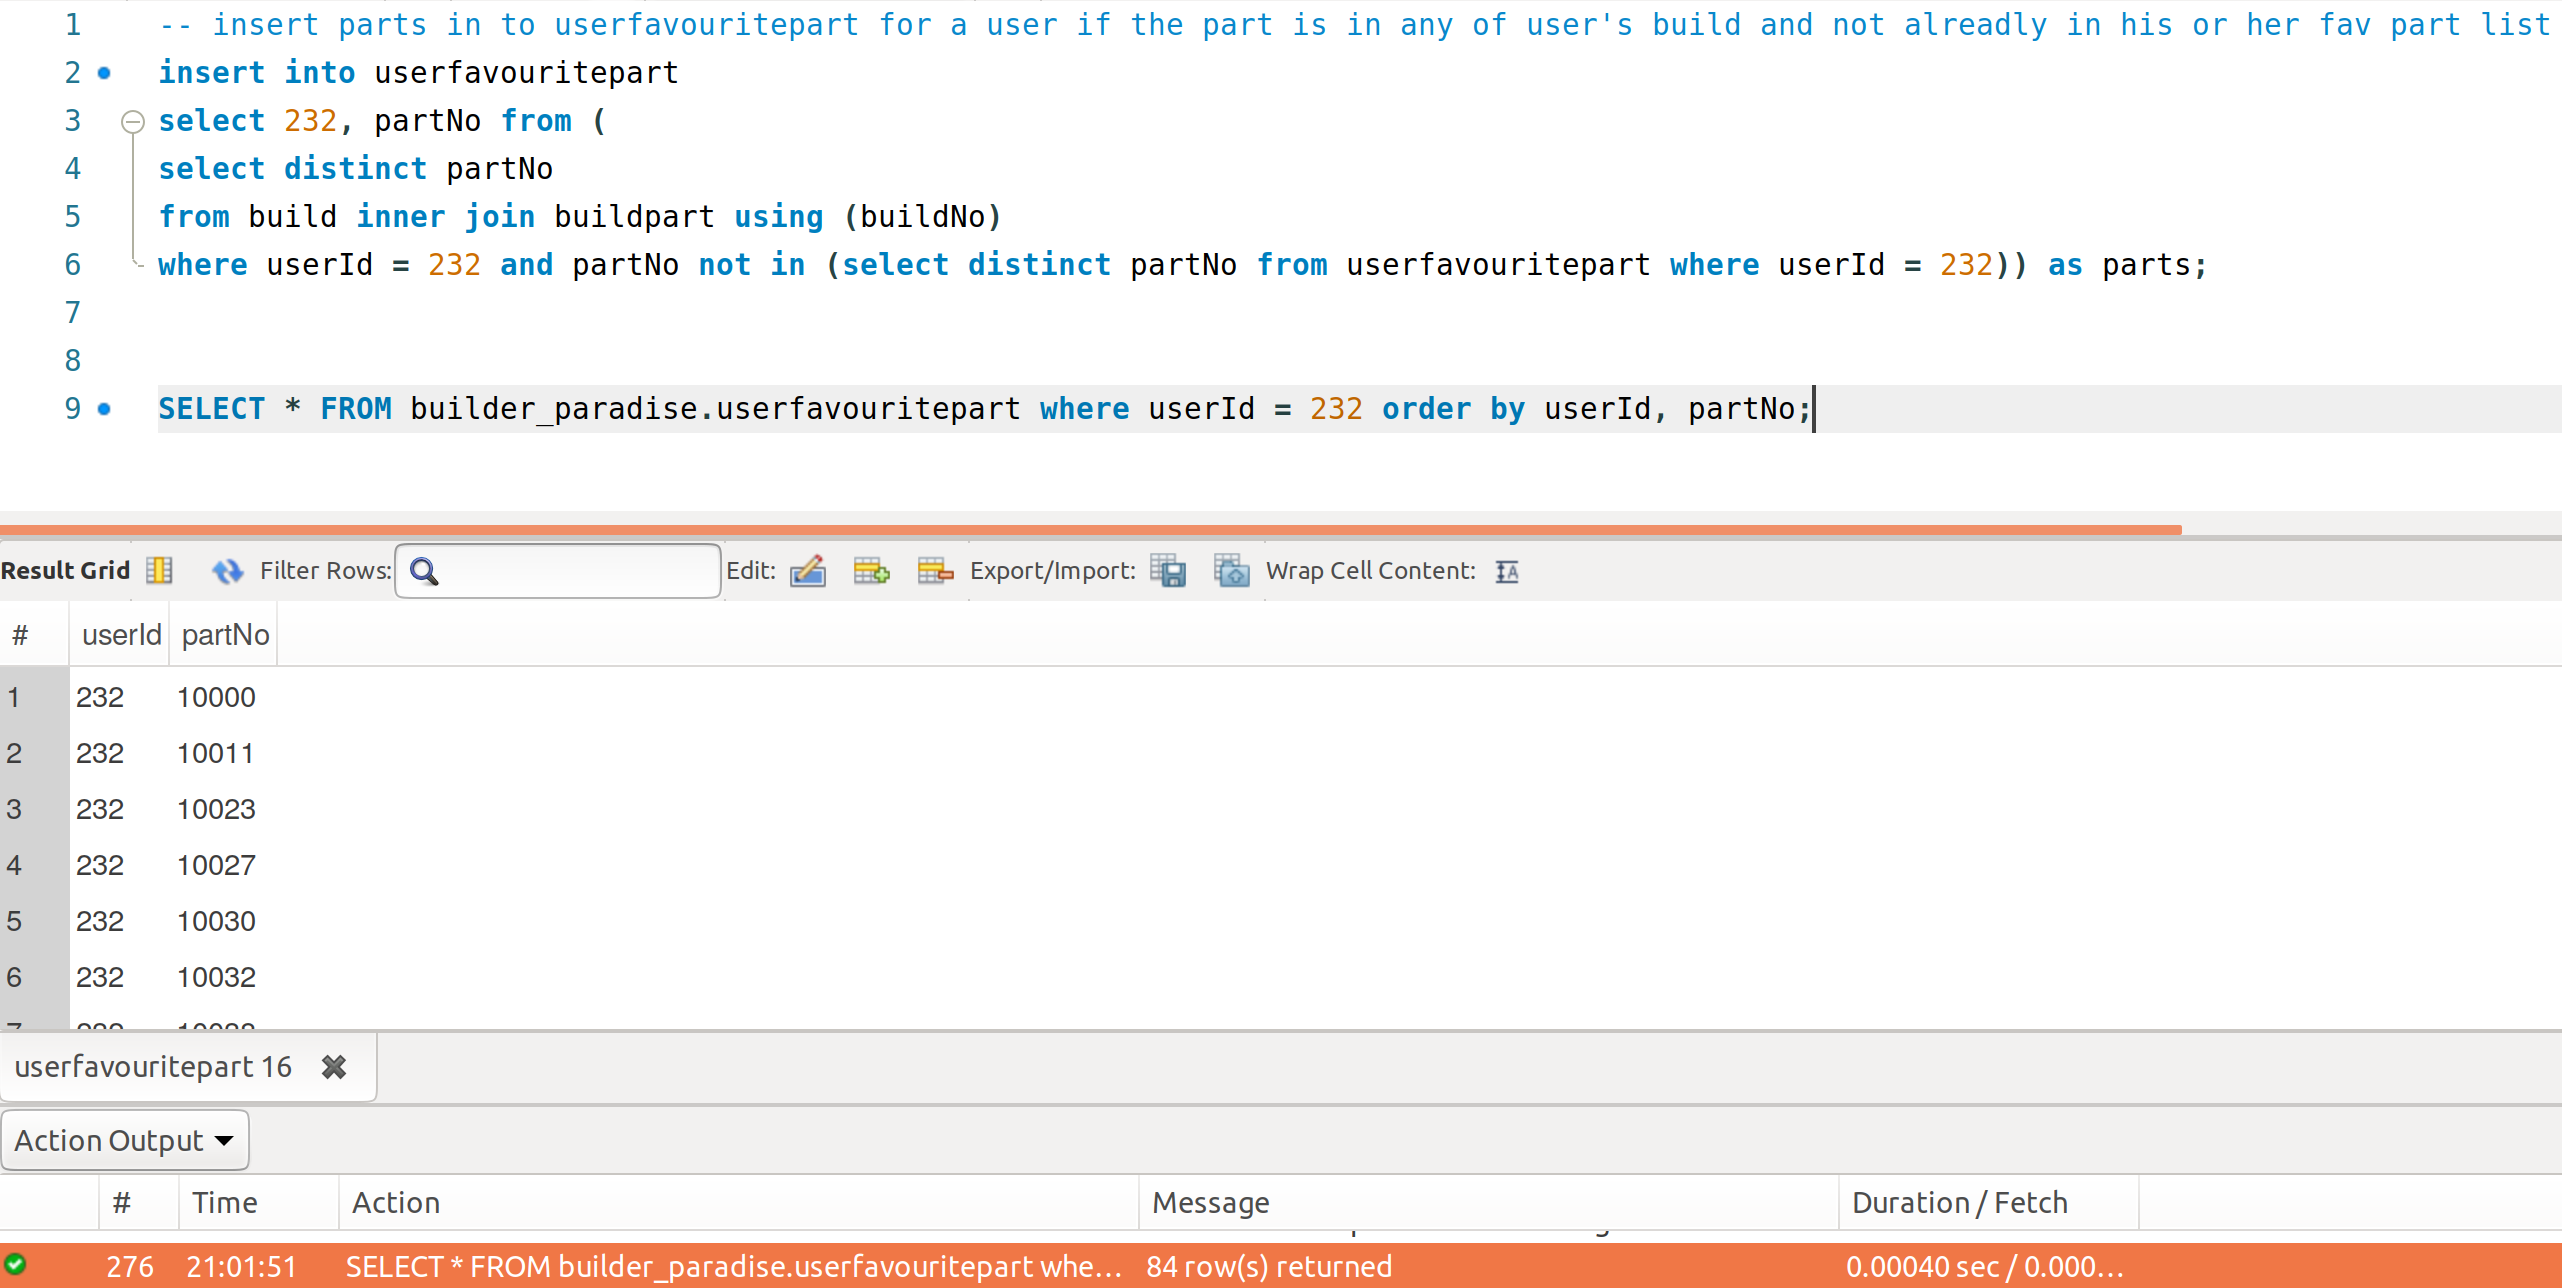 1 -- insert parts in to userfavouritepart for a user if the part is in any of user's build and not alreadly in his or her fav part list
2 insert into userfavouritepart
3 select 232, partNo from (
4 select distinct partNo
5 from build inner join buildpart using (buildNo)
6 where userId = 232 and partNo not in (select distinct partNo from userfavouritepart where userId = 232)) as parts;
7
8
9 SELECT * FROM builder_paradise.userfavouritepart where userId = 232 order by userId, partNo;
Result Grid Filter Rows: Edit: Export/Import: Wrap Cell Content:
# userId partNo
1 232 10000
2 232 10011
3 232 10023
4 232 10027
5 232 10030
6 232 10032
userfavouritepart 16
Action Output
# Time Action Message Duration / Fetch
276 21:01:51 SELECT * FROM builder_paradise.userfavouritepart whe... 84 row(s) returned 0.00040 sec / 0.000...